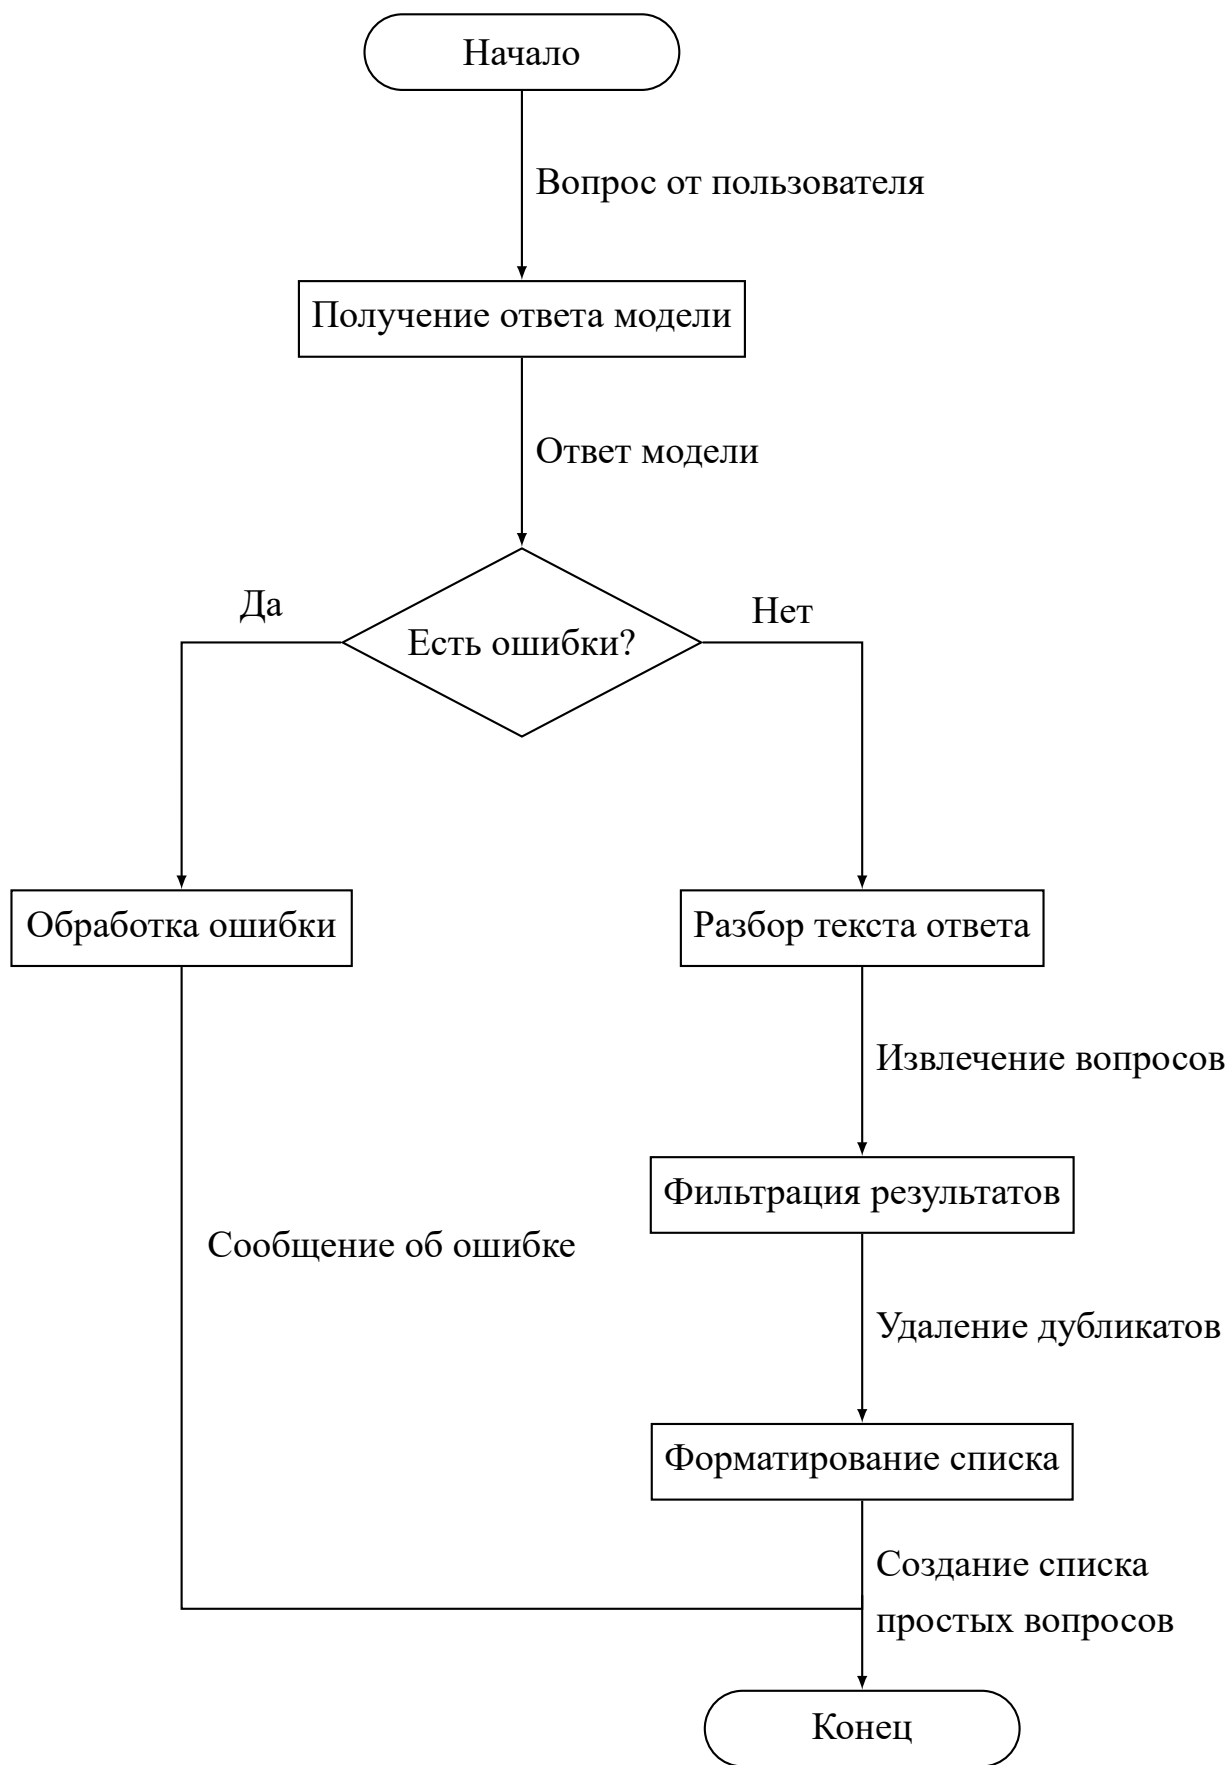 Начало
Вопрос от пользователя
Получение ответа модели
Ответ модели
Да
Нет
Есть ошибки?
Обработка ошибки
Разбор текста ответа
Извлечение вопросов
Фильтрация результатов
Сообщение об ошибке
Удаление дубликатов
Форматирование списка
Создание списка
простых вопросов
Конец